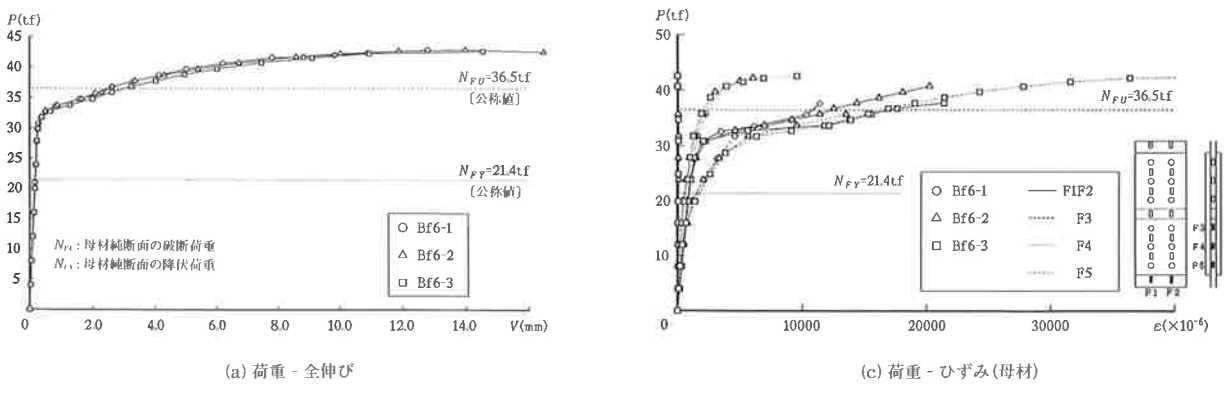 P(tf)
45
40
35
30
25
20
15
10
5
0
2.0
4.0
6.0
8.0
10.0
12.0
14.0
V(mm)
N_FU=36.5tf
〔公称値〕
N_FY=21.4tf
〔公称値〕
：母材純断面の破断荷重
：母材純断面の降伏荷重
Bf6-1
Bf6-2
Bf6-3
(a) 荷重 - 全伸び
P(tf)
50
40
30
20
10
0
10000
20000
30000
ε(×10⁻⁶)
N_FU=36.5tf
N_FY=21.4tf
Bf6-1
F1F2
Bf6-2
F3
Bf6-3
F4
F5
F3
F4
F5
F1 F2
(c) 荷重 - ひずみ(母材)